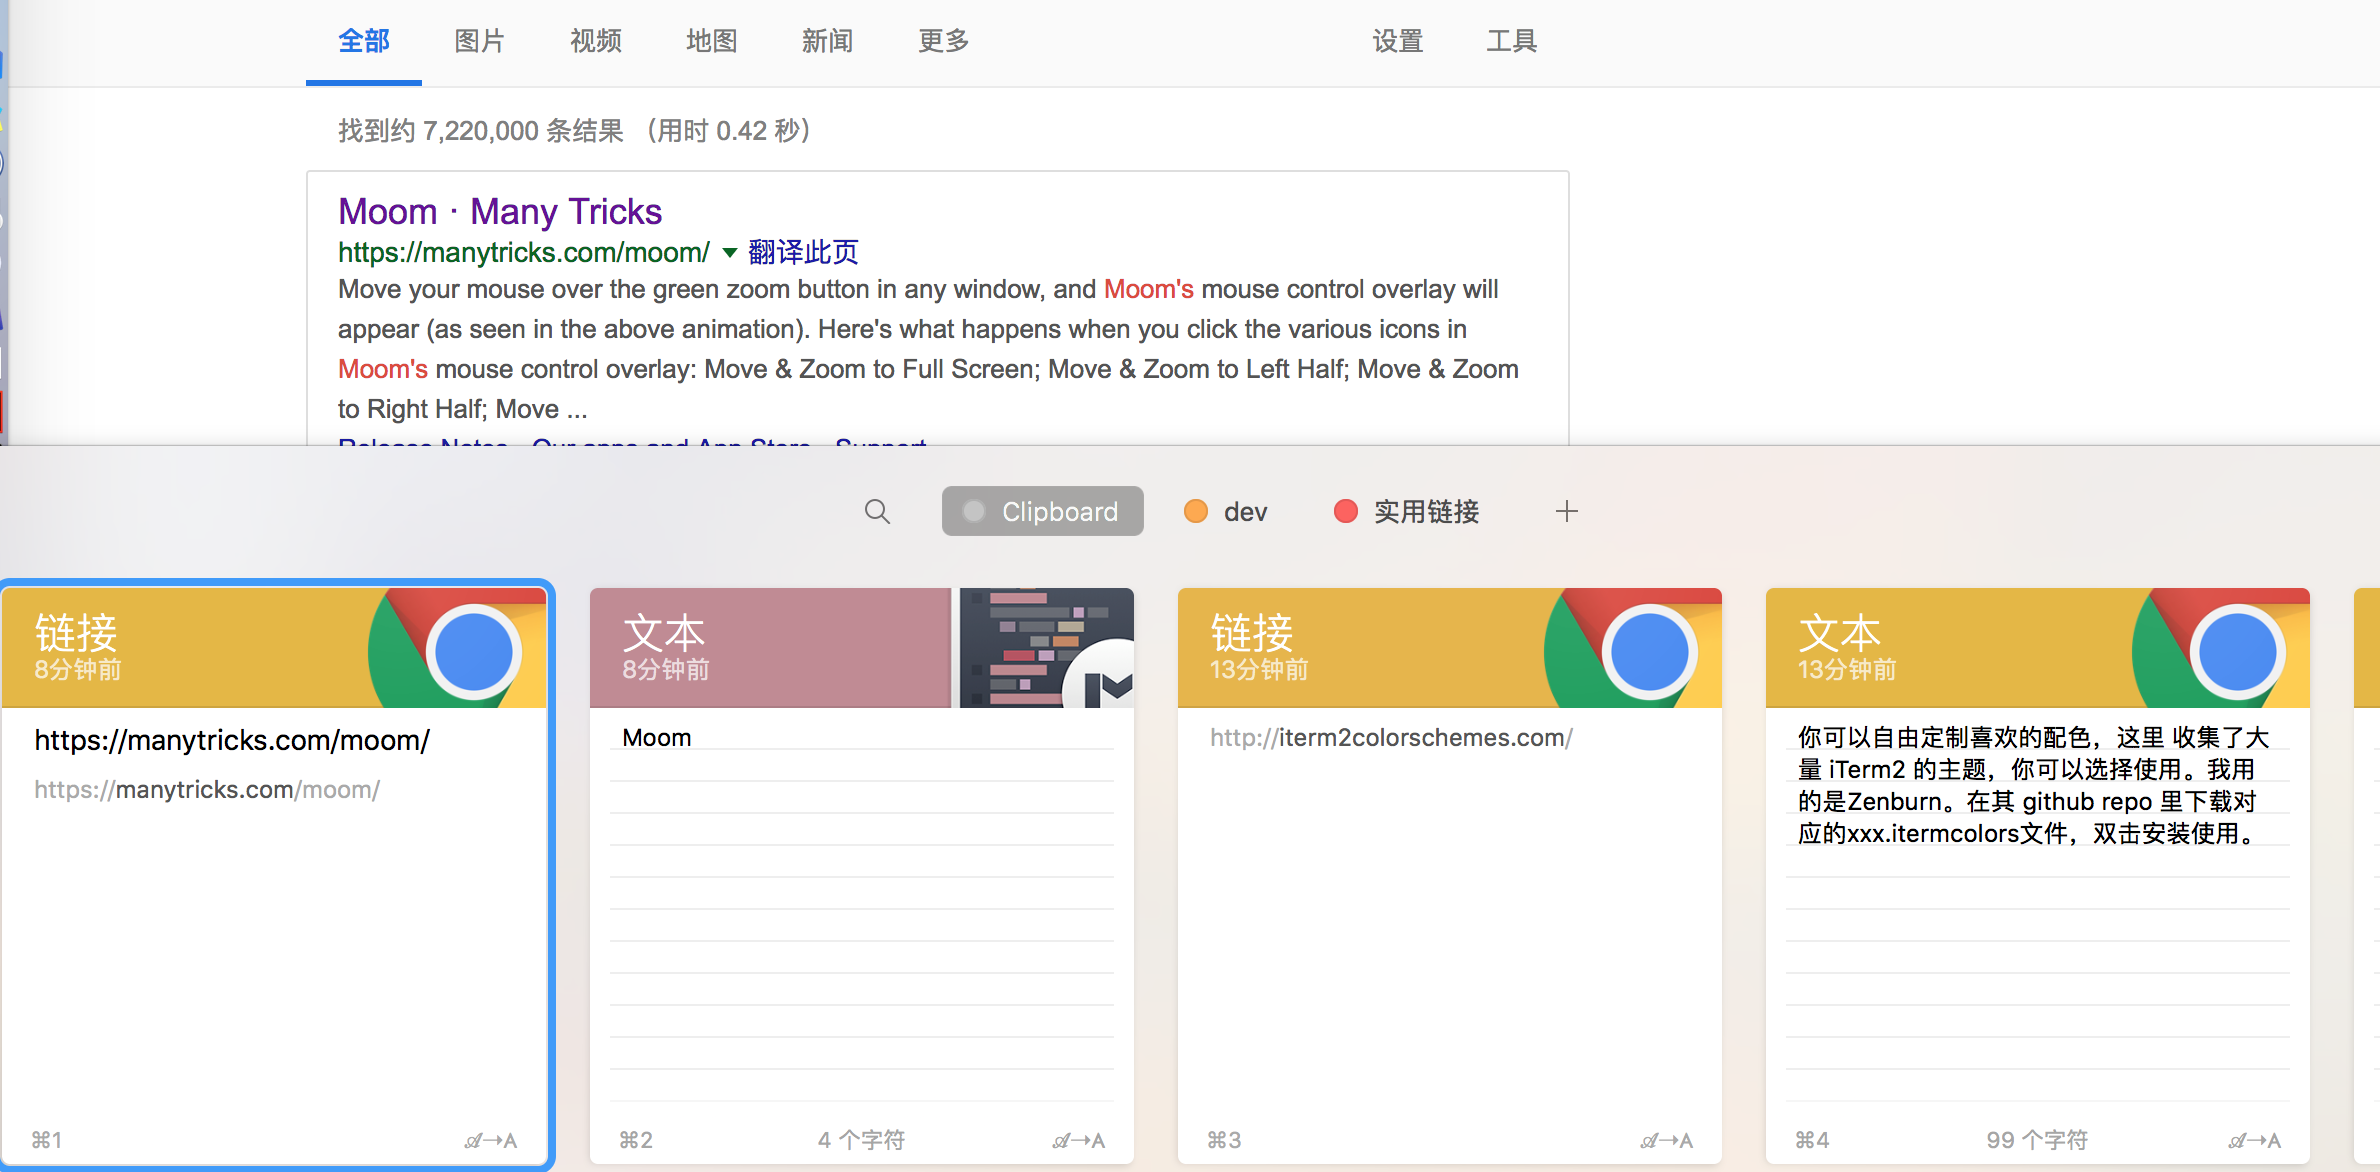 全部 图片 视频 地图 新闻 更多 设置 工具
找到约 7,220,000 条结果 （用时 0.42 秒）
Moom · Many Tricks
https://manytricks.com/moom/ 翻译此页
Move your mouse over the green zoom button in any window, and Moom's mouse control overlay will
appear (as seen in the above animation). Here's what happens when you click the various icons in
Moom's mouse control overlay: Move & Zoom to Full Screen; Move & Zoom to Left Half; Move & Zoom
to Right Half; Move ...
Release Notes · Our apps and App Store · Support
Clipboard dev 实用链接
链接
8分钟前
https://manytricks.com/moom/
https://manytricks.com/moom/
⌘1 A→A
文本
8分钟前
Moom
⌘2 4 个字符 A→A
链接
13分钟前
http://iterm2colorschemes.com/
⌘3 A→A
文本
13分钟前
你可以自由定制喜欢的配色，这里 收集了大
量 iTerm2 的主题，你可以选择使用。我用
的是Zenburn。在其 github repo 里下载对
应的xxx.itermcolors文件，双击安装使用。
⌘4 99 个字符 A→A